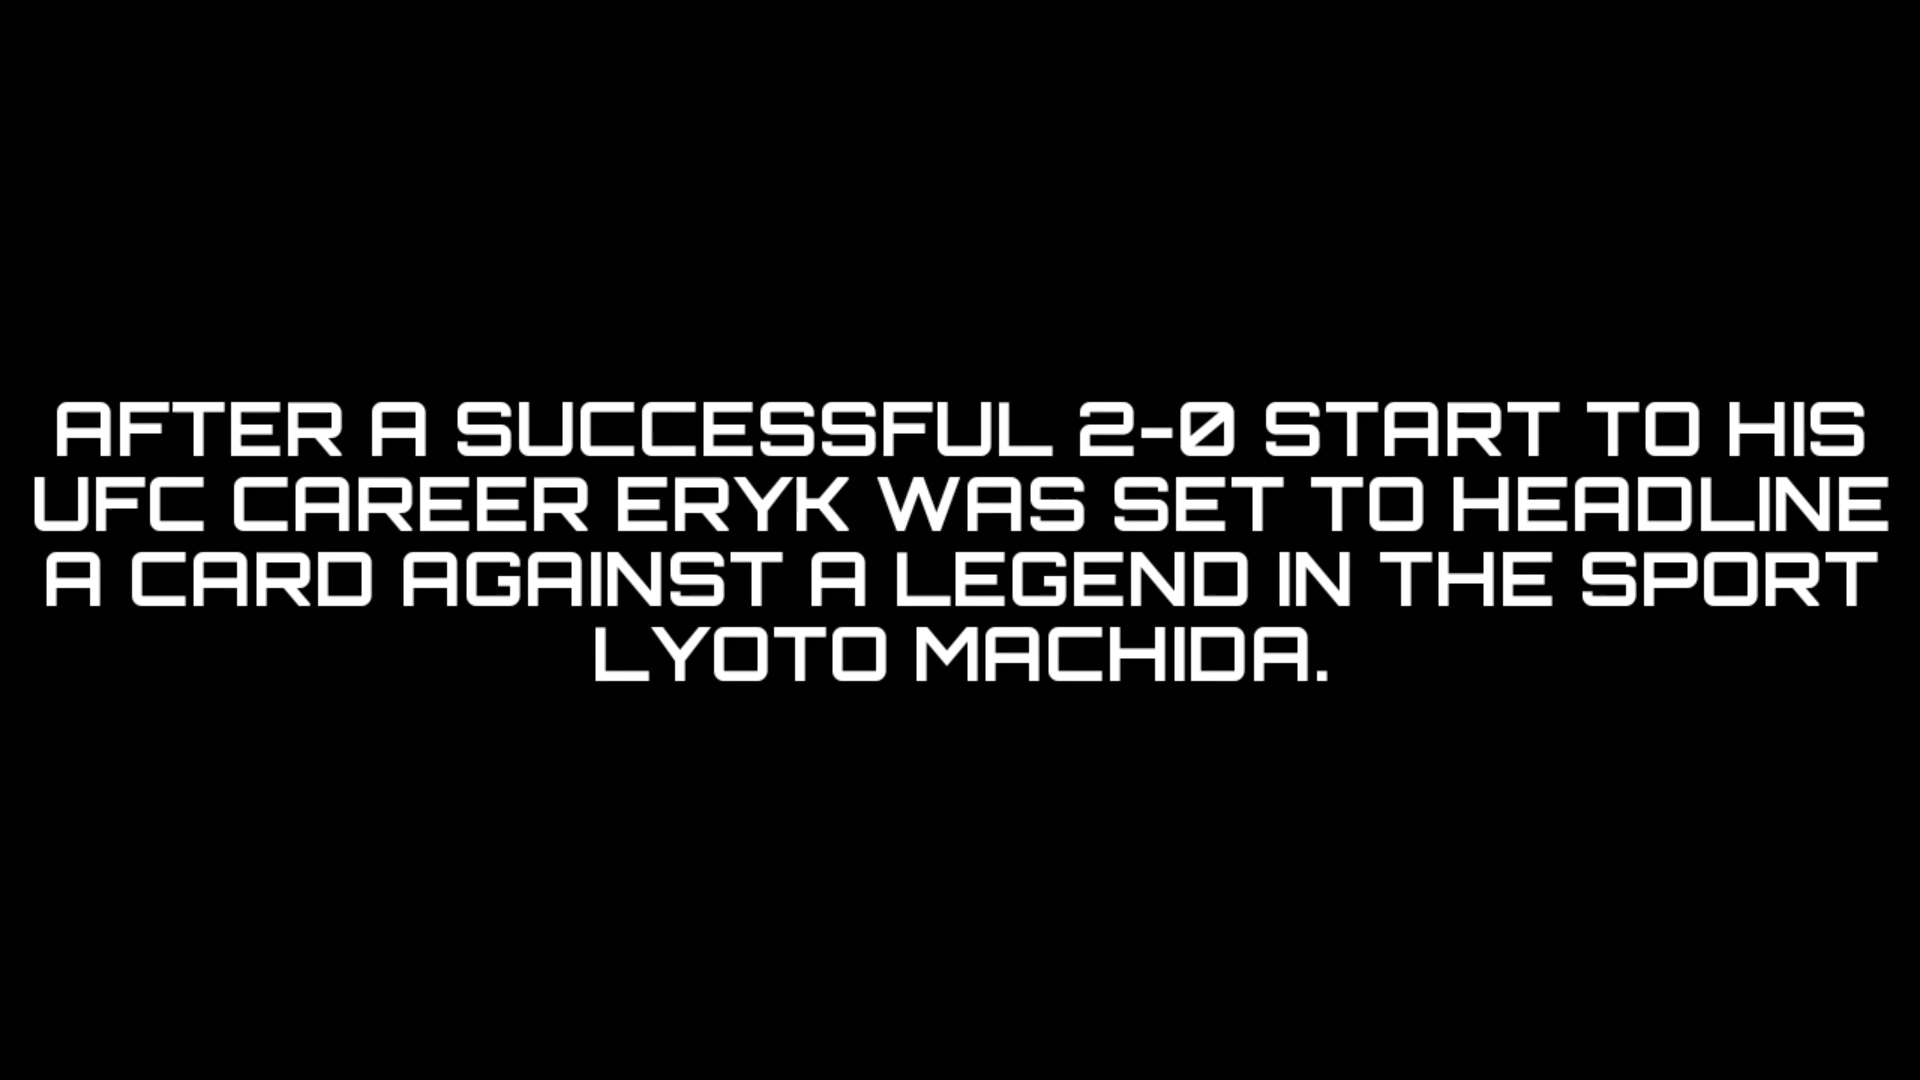 AFTER A SUCCESSFUL 2-0 START TO HIS
UFC CAREER ERYK WAS SET TO HEADLINE
A CARD AGAINST A LEGEND IN THE SPORT
LYOTO MACHIDA.